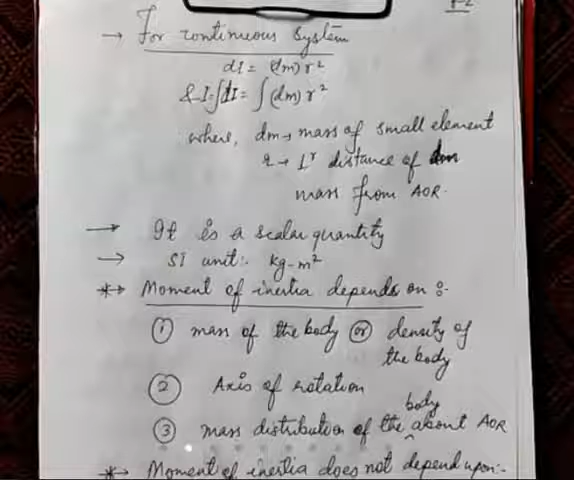 P-2
→ For continuous system
dI = (dm) r²
& I = ∫dI = ∫(dm) r²
where, dm → mass of small element
r → ⊥ʳ distance of dm
mass from AOR.
→ It is a scalar quantity
→ SI unit:- kg-m²
*→ Moment of inertia depends on :-
① mass of the body (or) density of
the body
② Axis of rotation
body
③ mass distribution of the ^ about AOR
*→ Moment of inertia does not depend upon:-